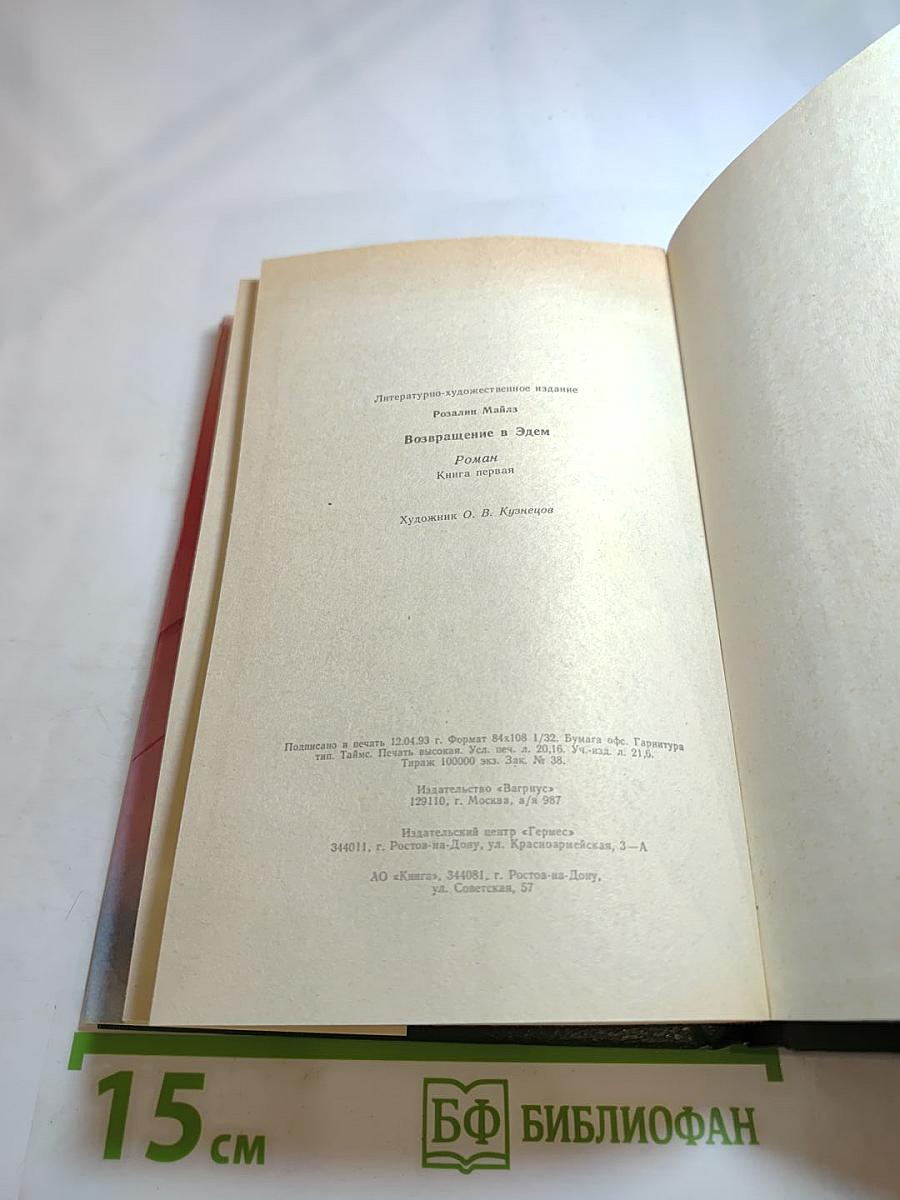 Литературно-художественное издание
Розалин Майлз
Возвращение в Эдем
Роман
Книга первая
Художник О. В. Кузнецов
Подписано в печать 12.04.93 г. Формат 84х108 1/32. Бумага офс. Гарнитура
тип. Таймс. Печать высокая. Усл. печ. л. 20,16. Уч.-изд. л. 21,6.
Тираж 100000 экз. Зак. № 38.
Издательство «Вагриус»
129110, г. Москва, а/я 987
Издательский центр «Гермес»
344011, г. Ростов-на-Дону, ул. Красноармейская, 3—А
АО «Книга», 344081, г. Ростов-на-Дону,
ул. Советская, 57
15 см
БФ БИБЛИОФАН